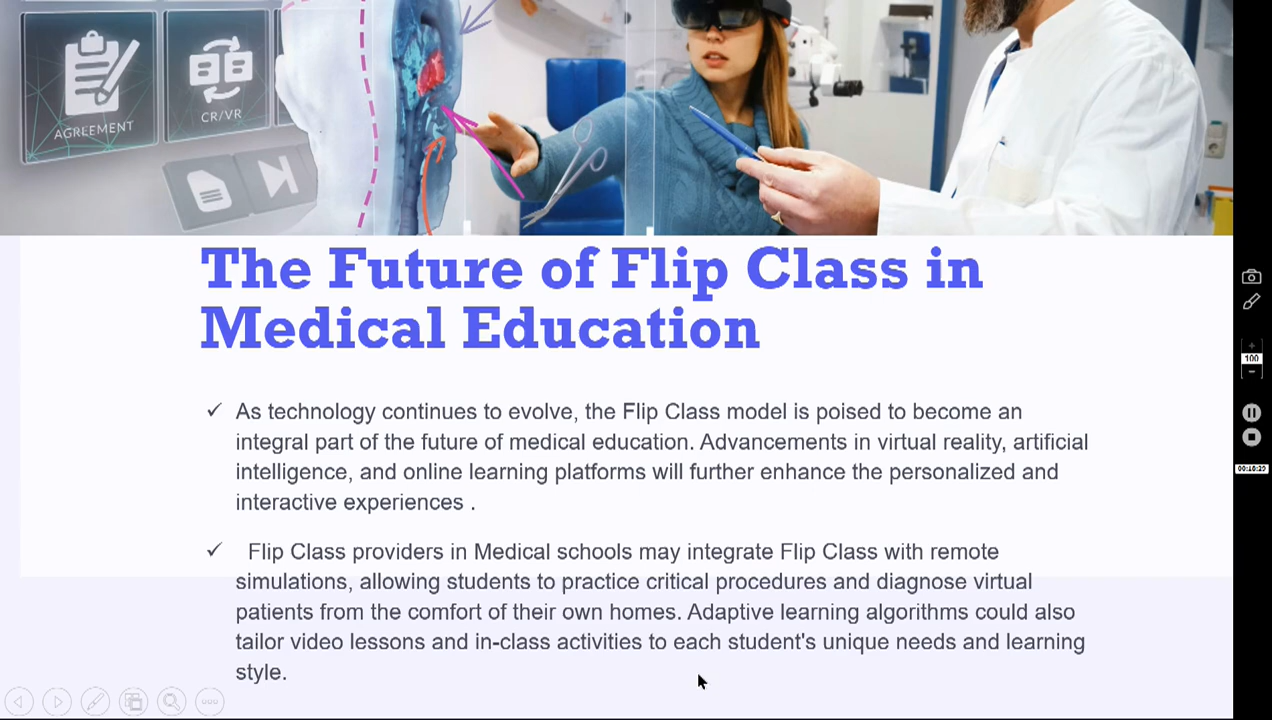 AGREEMENT
CR/VR
The Future of Flip Class in
Medical Education
✓ As technology continues to evolve, the Flip Class model is poised to become an
integral part of the future of medical education. Advancements in virtual reality, artificial
intelligence, and online learning platforms will further enhance the personalized and
interactive experiences .
✓ Flip Class providers in Medical schools may integrate Flip Class with remote
simulations, allowing students to practice critical procedures and diagnose virtual
patients from the comfort of their own homes. Adaptive learning algorithms could also
tailor video lessons and in-class activities to each student's unique needs and learning
style.
100